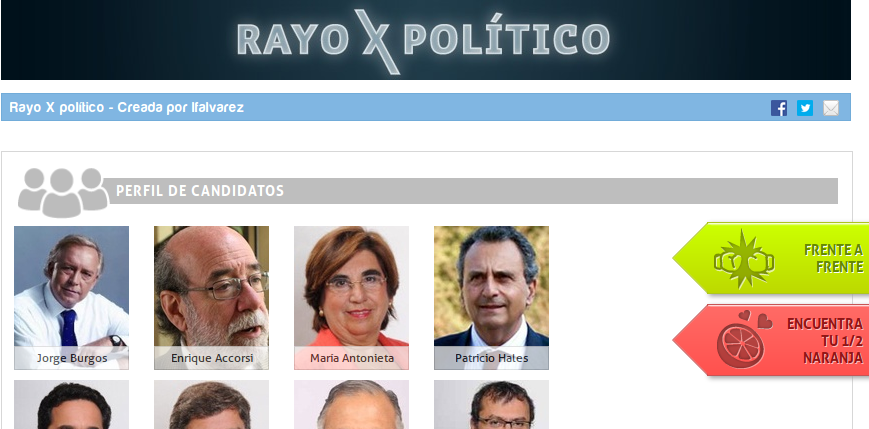 RAYO X POLÍTICO
Rayo X político - Creada por lfalvarez
PERFIL DE CANDIDATOS
FRENTE A
FRENTE
ENCUENTRA
TU 1/2
NARANJA
Jorge Burgos
Enrique Accorsi
Maria Antonieta
Patricio Hales